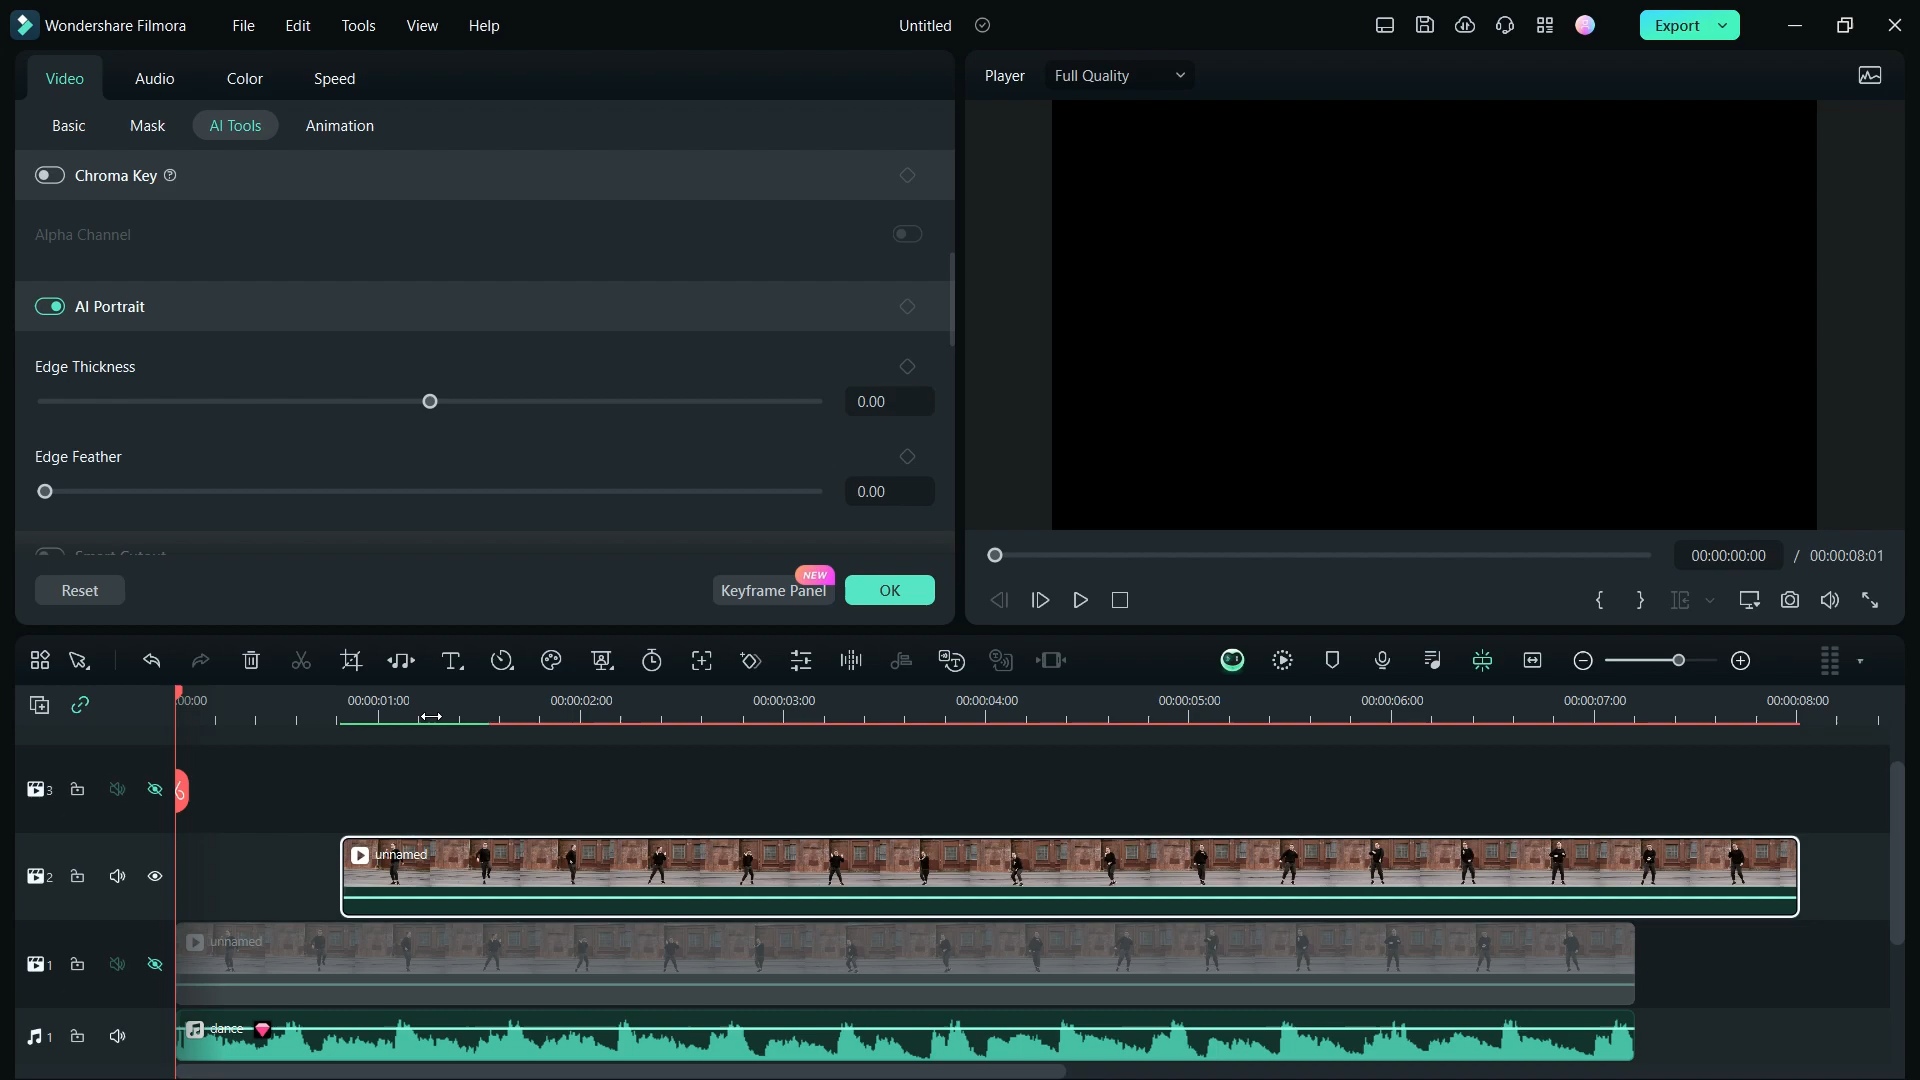 Wondershare Filmora File Edit Tools View Help Untitled Export
Video Audio Color Speed Player Full Quality
Basic Mask AI Tools Animation
Chroma Key
Alpha Channel
AI Portrait
Edge Thickness
0.00
Edge Feather
0.00
Smart Cutout
00:00:00:00 / 00:00:08:01
NEW
Reset Keyframe Panel OK
:00:00 00:00:01:00 00:00:02:00 00:00:03:00 00:00:04:00 00:00:05:00 00:00:06:00 00:00:07:00 00:00:08:00
3
unnamed
2
unnamed
1
dance
1